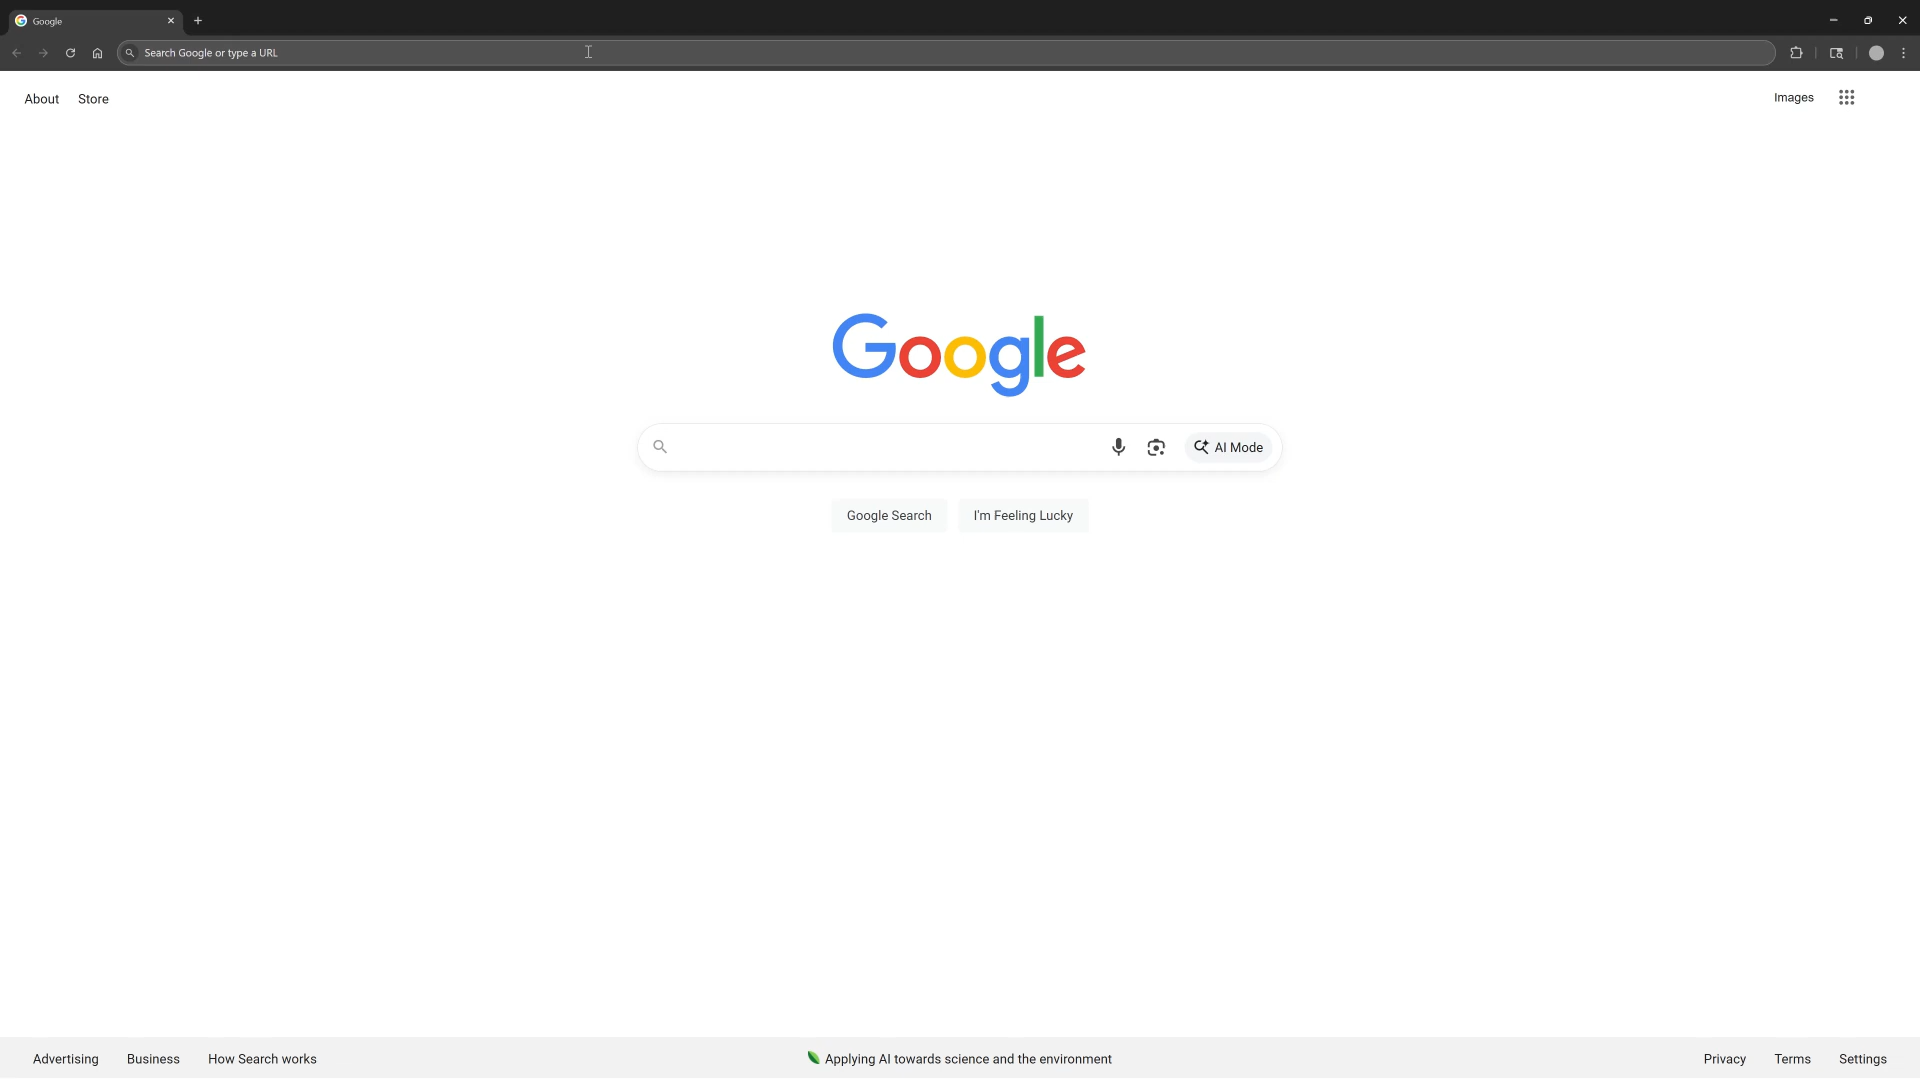 Google
Search Google or type a URL
About Store
Images
Google
AI Mode
Google Search I'm Feeling Lucky
Advertising Business How Search works
Applying AI towards science and the environment
Privacy Terms Settings